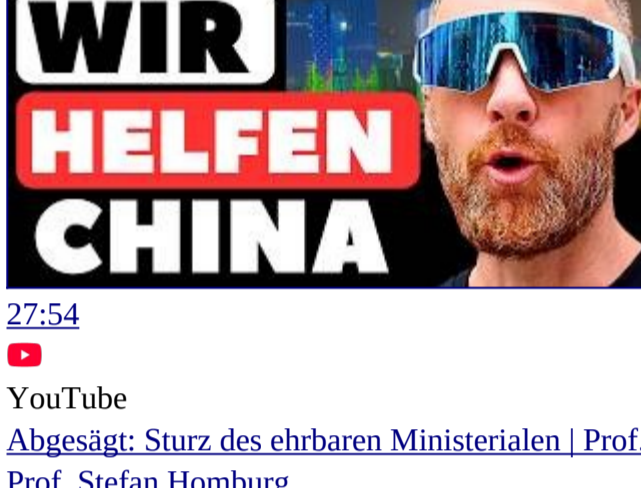 WIR
HELFEN
CHINA
27:54
YouTube
Abgesägt: Sturz des ehrbaren Ministerialen | Prof.
Prof. Stefan Homburg